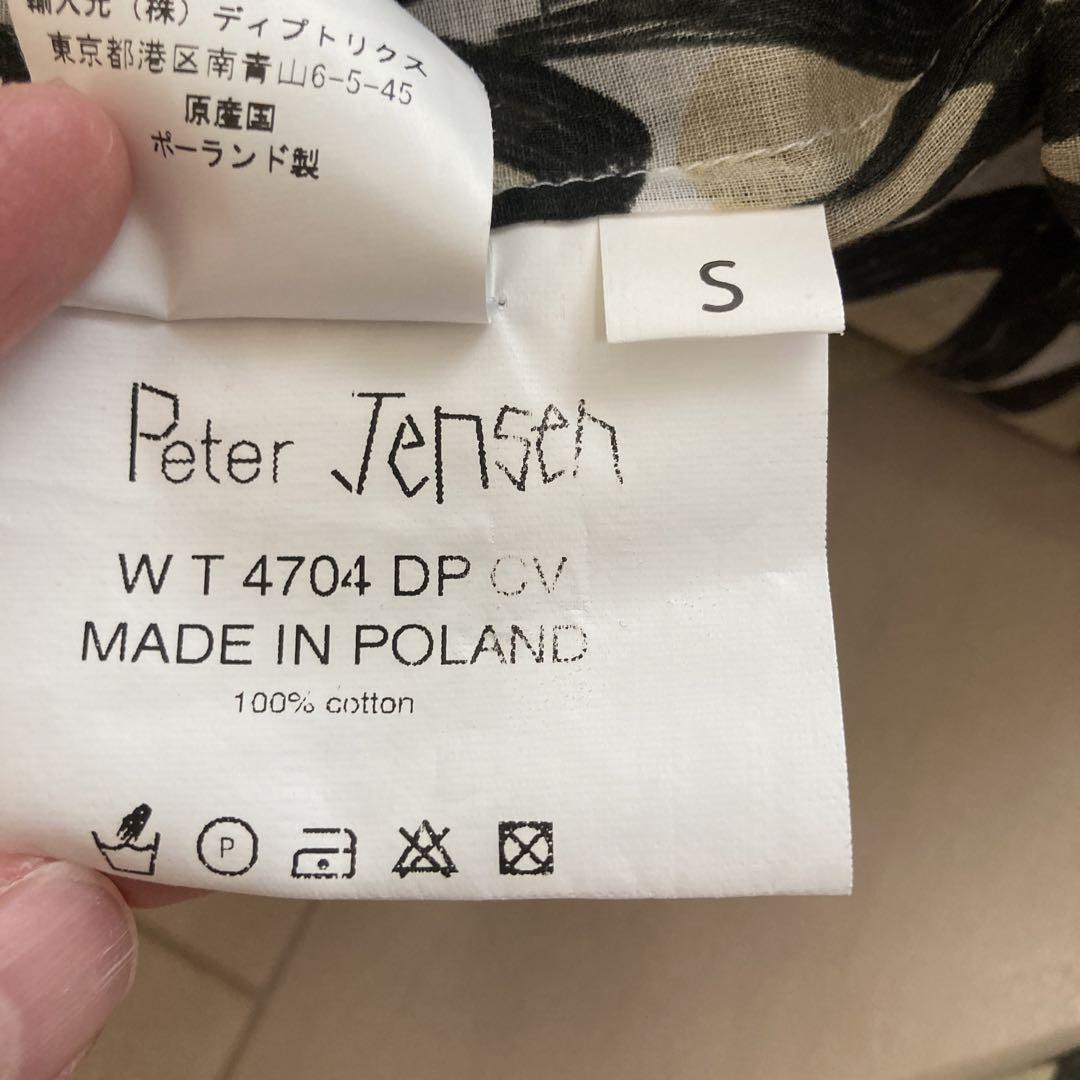 輸入元（株）ディプトリクス
東京都港区南青山6-5-45
原産国
ポーランド製
S
Peter Jensen
W T 4704 DP CV
MADE IN POLAND
100% cotton
P